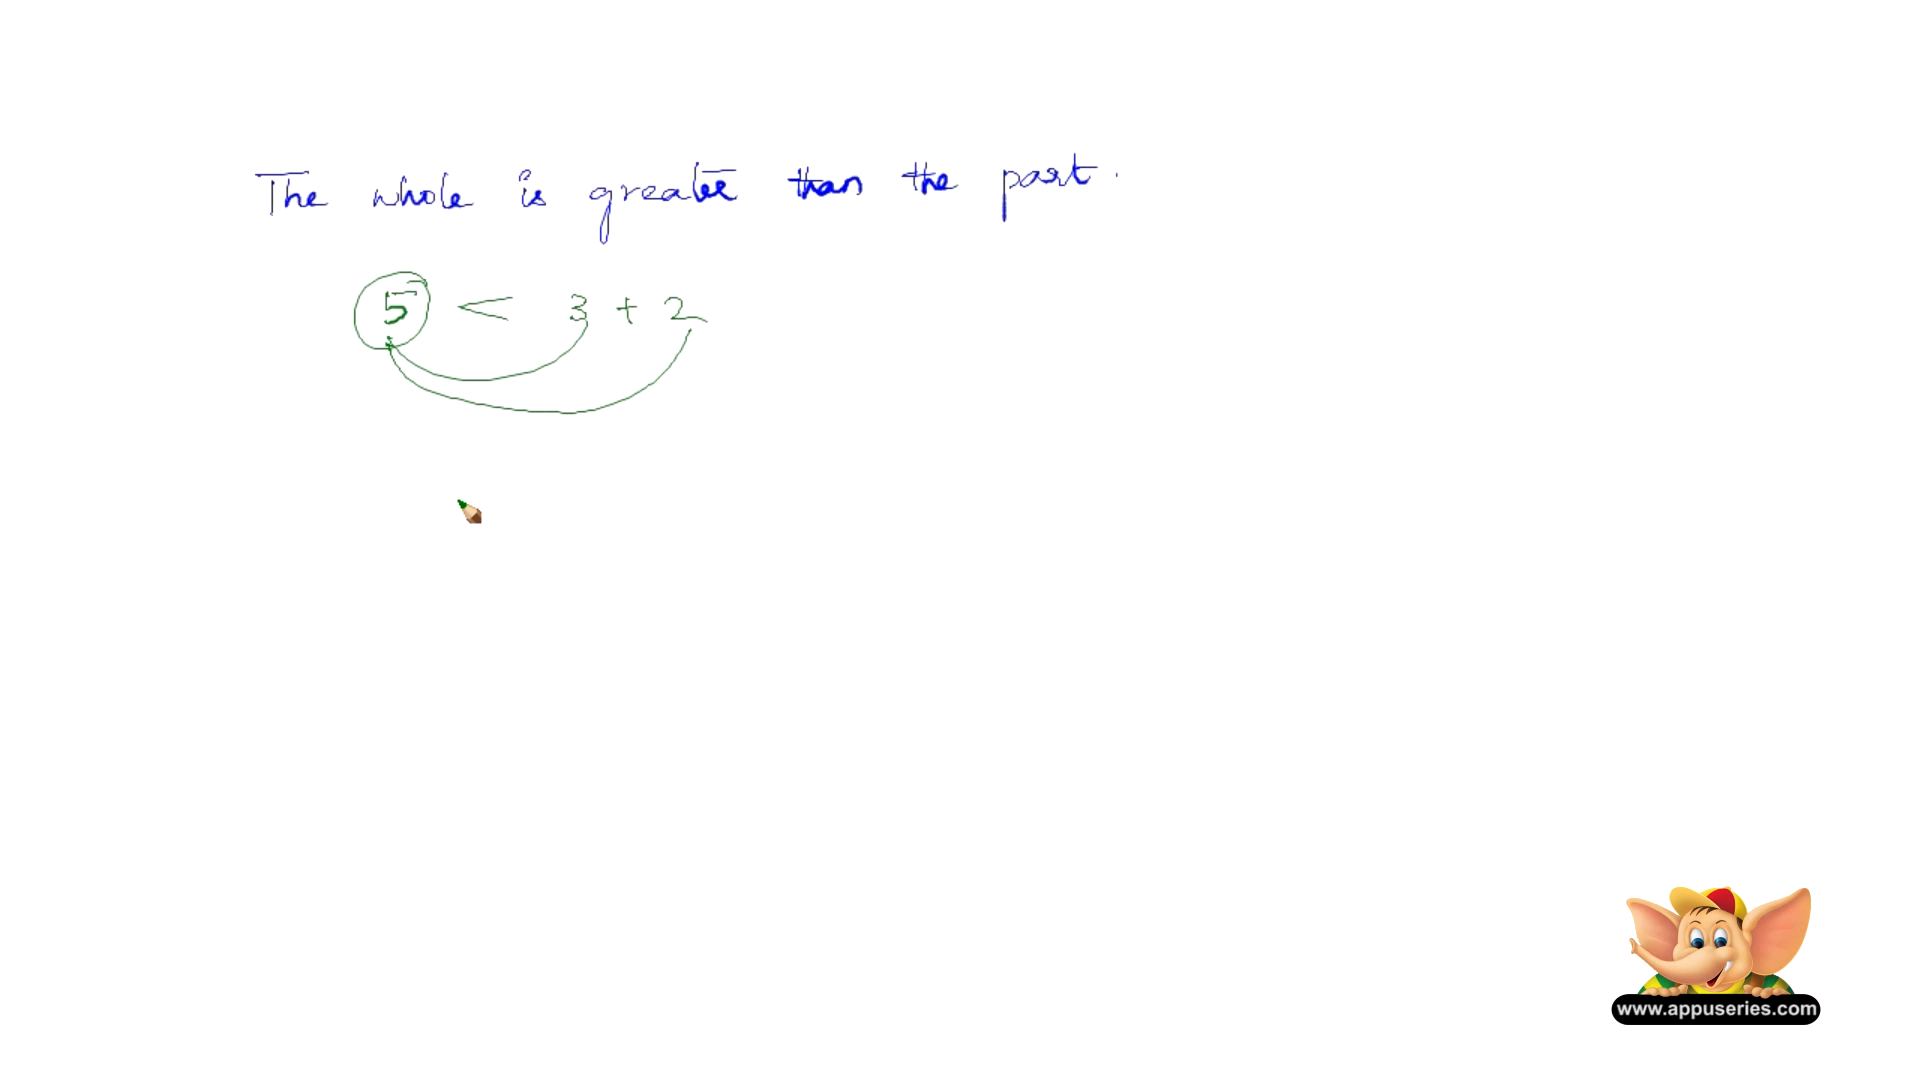 The whole is greater than the part.
5 < 3 + 2
www.appuseries.com